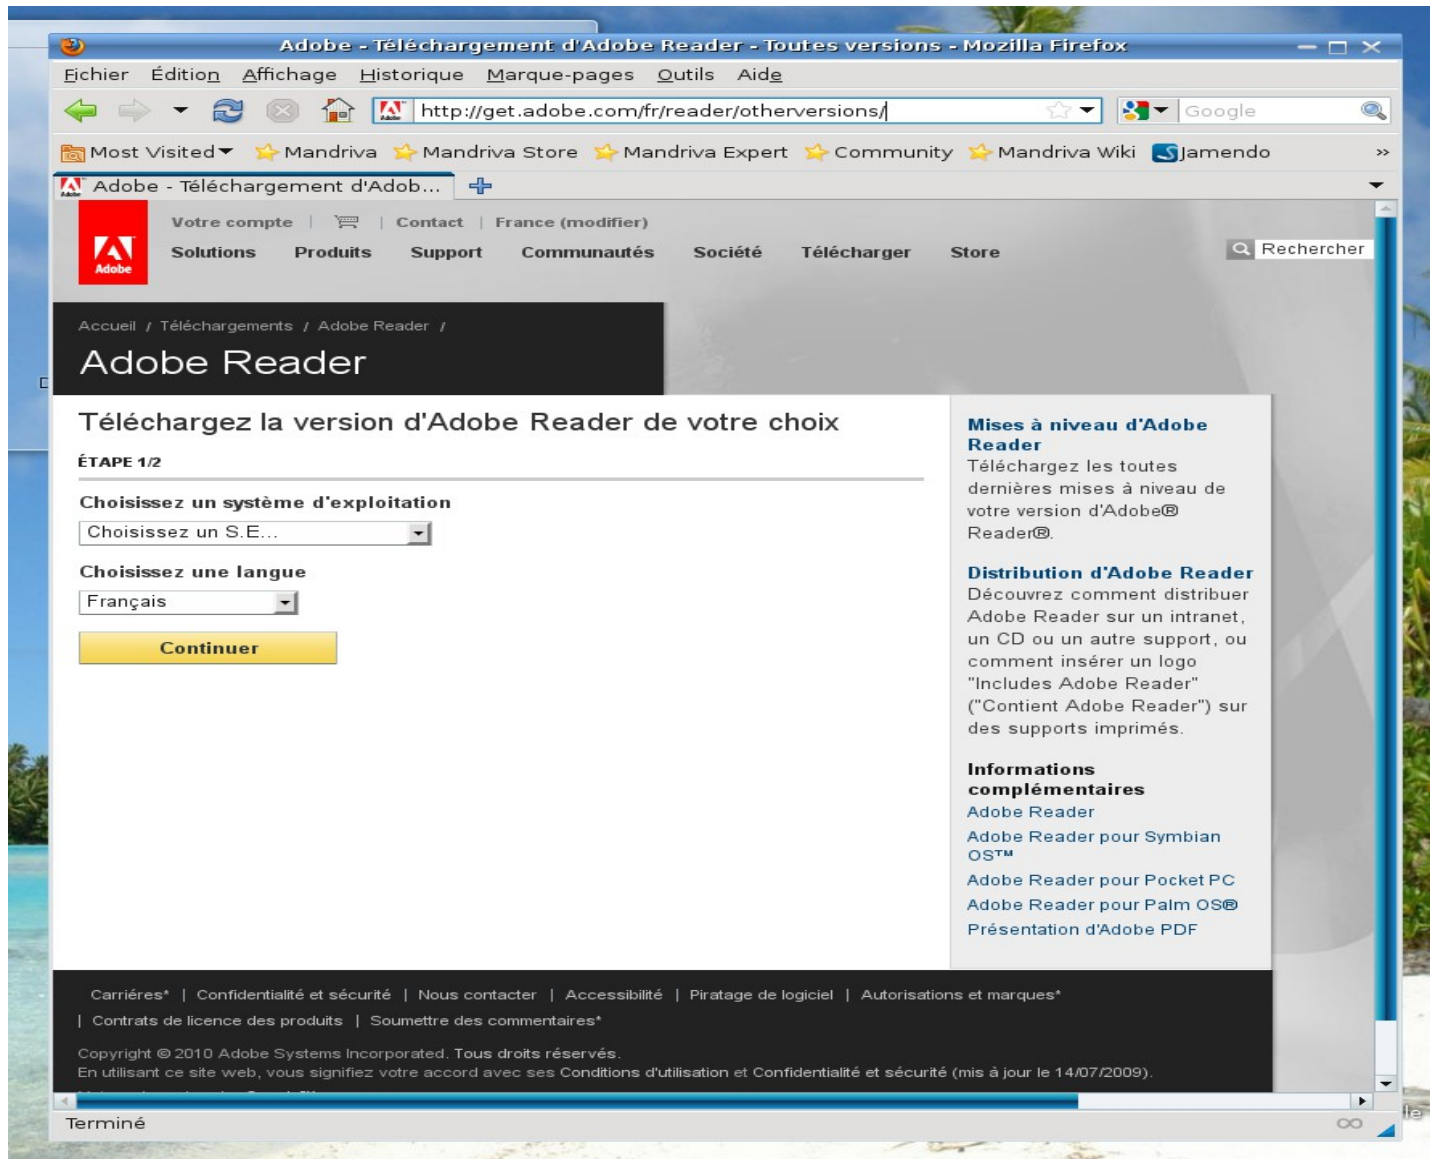 Adobe - Téléchargement d'Adobe Reader - Toutes versions - Mozilla Firefox
Fichier Édition Affichage Historique Marque-pages Outils Aide
http://get.adobe.com/fr/reader/otherversions/ Google
Most Visited Mandriva Mandriva Store Mandriva Expert Community Mandriva Wiki Jamendo »
Adobe - Téléchargement d'Adob...
Votre compte | | Contact | France (modifier)
Adobe
Solutions Produits Support Communautés Société Télécharger Store Rechercher
Accueil / Téléchargements / Adobe Reader /
Adobe Reader
Téléchargez la version d'Adobe Reader de votre choix
ÉTAPE 1/2
Choisissez un système d'exploitation
Choisissez un S.E...
Choisissez une langue
Français
Continuer
Mises à niveau d'Adobe
Reader
Téléchargez les toutes
dernières mises à niveau de
votre version d'Adobe®
Reader®.
Distribution d'Adobe Reader
Découvrez comment distribuer
Adobe Reader sur un intranet,
un CD ou un autre support, ou
comment insérer un logo
"Includes Adobe Reader"
("Contient Adobe Reader") sur
des supports imprimés.
Informations
complémentaires
Adobe Reader
Adobe Reader pour Symbian
OS™
Adobe Reader pour Pocket PC
Adobe Reader pour Palm OS®
Présentation d'Adobe PDF
Carriéres* | Confidentialité et sécurité | Nous contacter | Accessibilité | Piratage de logiciel | Autorisations et marques*
| Contrats de licence des produits | Soumettre des commentaires*
Copyright © 2010 Adobe Systems Incorporated. Tous droits réservés.
En utilisant ce site web, vous signifiez votre accord avec ses Conditions d'utilisation et Confidentialité et sécurité (mis à jour le 14/07/2009).
Terminé